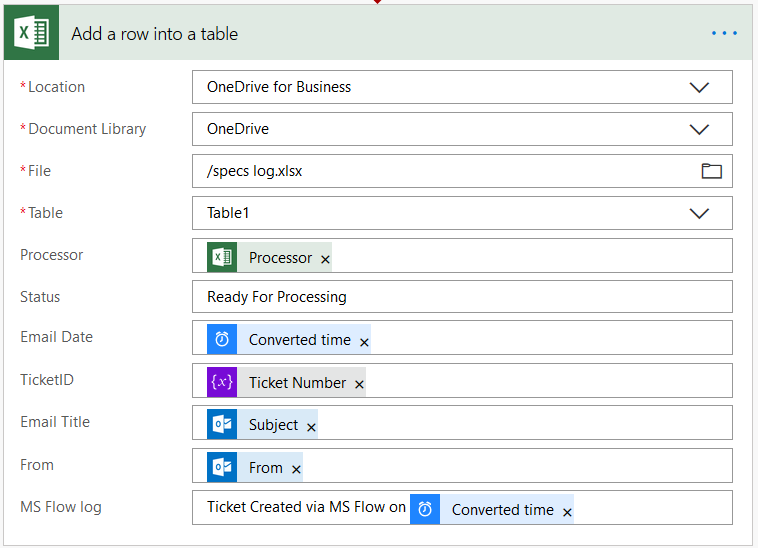 Add a row into a table
* Location OneDrive for Business
* Document Library OneDrive
* File /specs log.xlsx
* Table Table1
Processor Processor ×
Status Ready For Processing
Email Date Converted time ×
TicketID {x} Ticket Number ×
Email Title Subject ×
From From ×
MS Flow log Ticket Created via MS Flow on Converted time ×